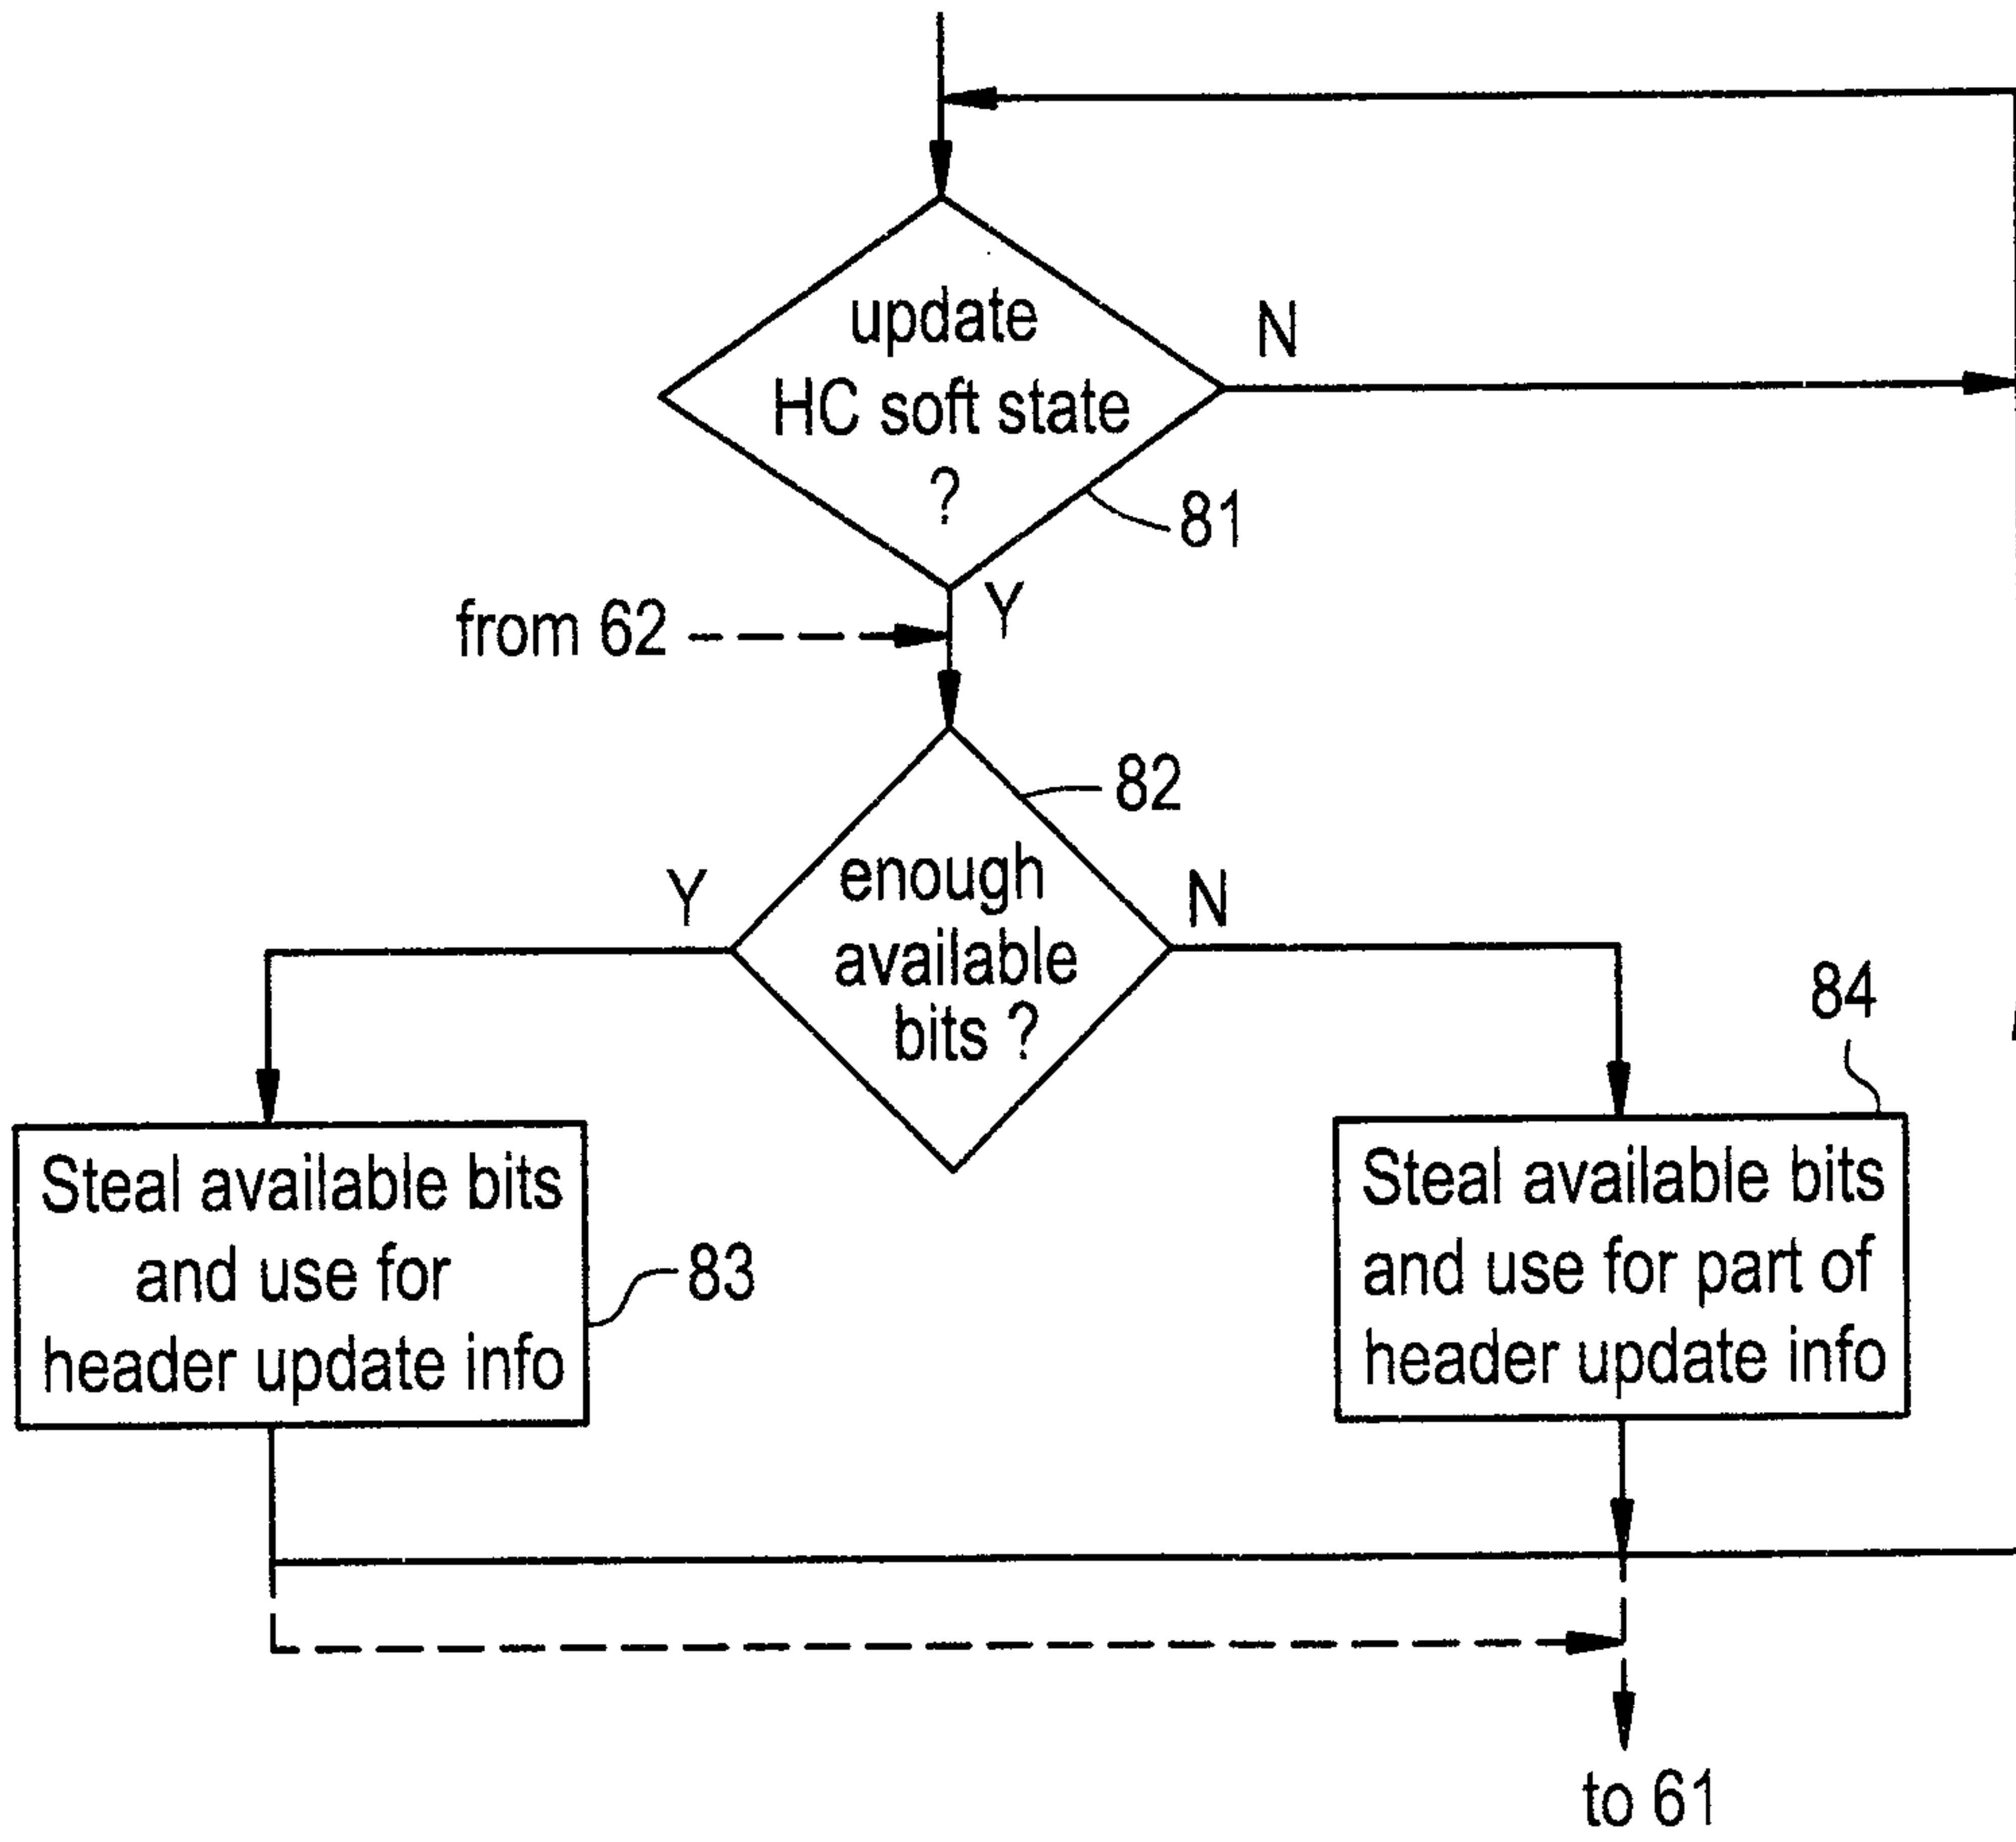 update
HC soft state
?
N
81
Y
from 62
82
enough
available
bits ?
Y
N
84
Steal available bits
and use for
header update info
83
Steal available bits
and use for part of
header update info
to 61